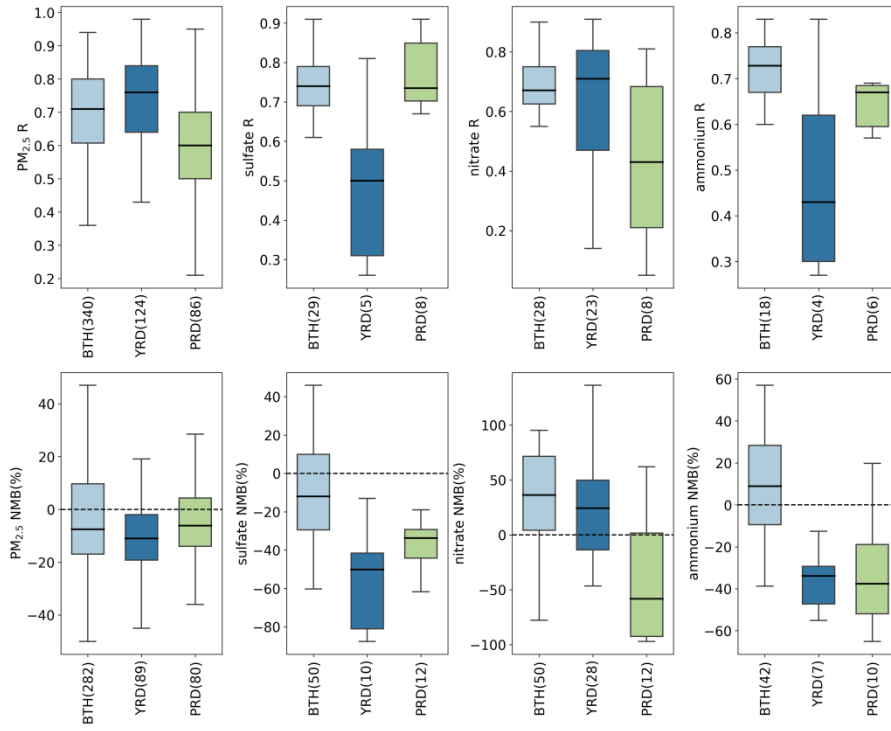 PM2.5 R
1.0
0.9
0.8
0.7
0.6
0.5
0.4
0.3
0.2
BTH(340)
YRD(124)
PRD(86)
sulfate R
0.9
0.8
0.7
0.6
0.5
0.4
0.3
BTH(29)
YRD(5)
PRD(8)
nitrate R
0.8
0.6
0.4
0.2
BTH(28)
YRD(23)
PRD(8)
ammonium R
0.8
0.7
0.6
0.5
0.4
0.3
BTH(18)
YRD(4)
PRD(6)
PM2.5 NMB(%)
40
20
0
−20
−40
BTH(282)
YRD(89)
PRD(80)
sulfate NMB(%)
40
20
0
−20
−40
−60
−80
BTH(50)
YRD(10)
PRD(12)
nitrate NMB(%)
100
50
0
−50
−100
BTH(50)
YRD(28)
PRD(12)
ammonium NMB(%)
60
40
20
0
−20
−40
−60
BTH(42)
YRD(7)
PRD(10)